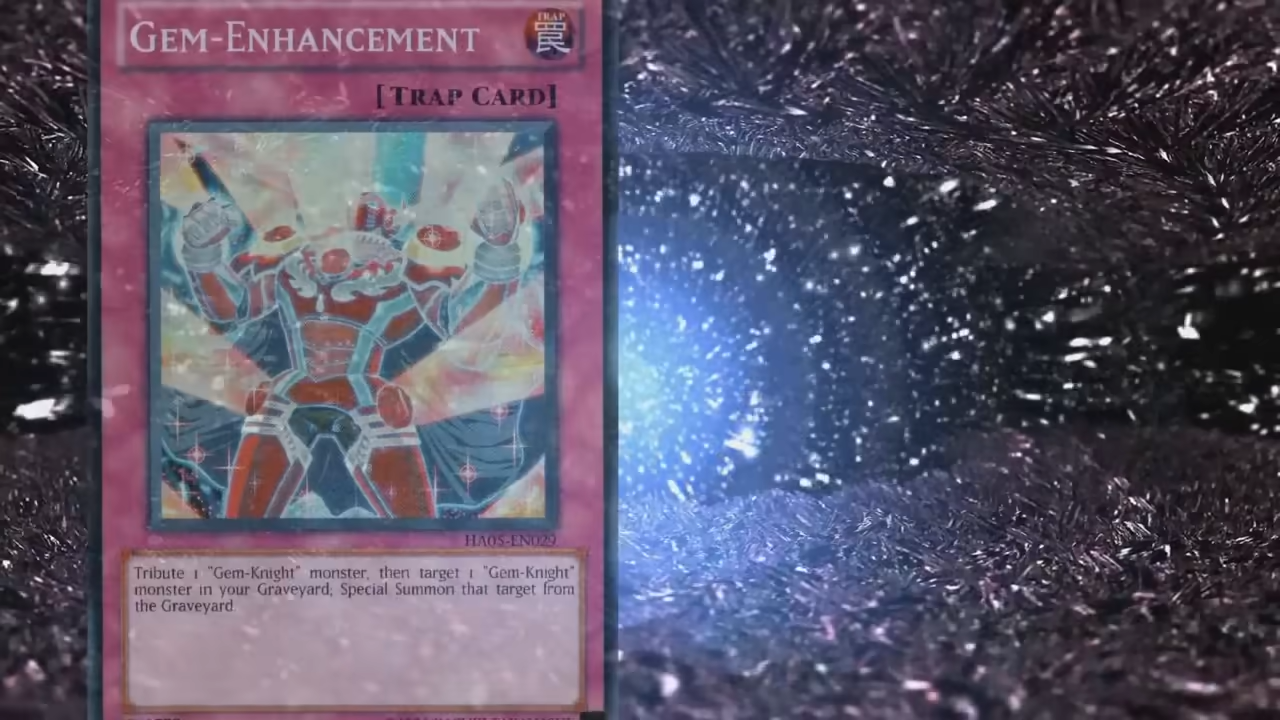 GEM-ENHANCEMENT
TRAP
罠
[TRAP CARD]
HA05-EN029
Tribute 1 "Gem-Knight" monster, then target 1 "Gem-Knight"
monster in your Graveyard; Special Summon that target from
the Graveyard.